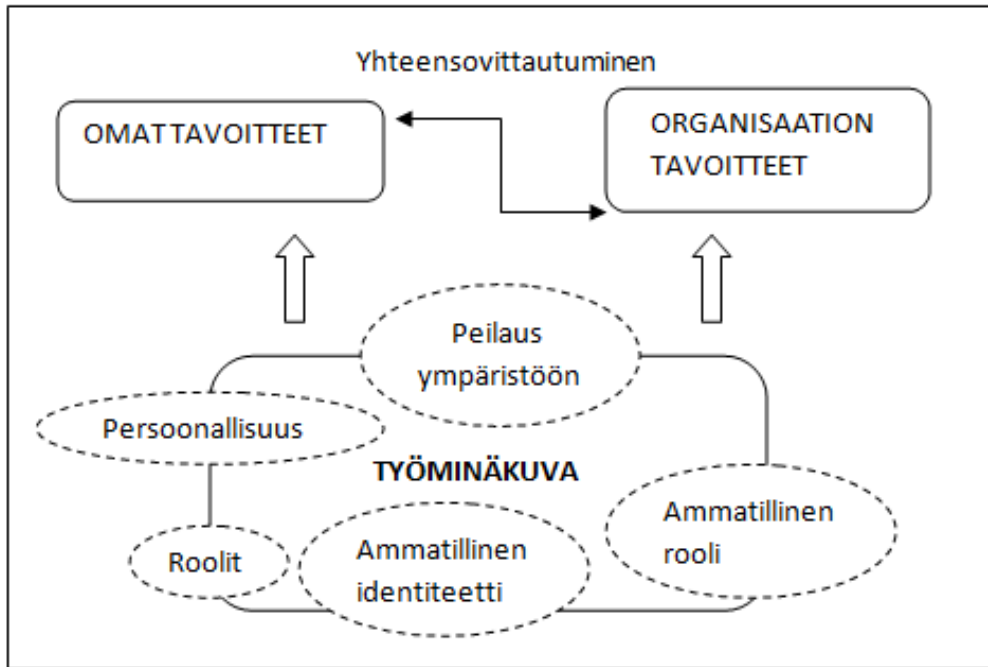 Yhteensovittautuminen
OMAT TAVOITTEET
ORGANISAATION
TAVOITTEET
Peilaus
ympäristöön
Persoonallisuus
TYÖMINÄKUVA
Ammatillinen
rooli
Roolit
Ammatillinen
identiteetti